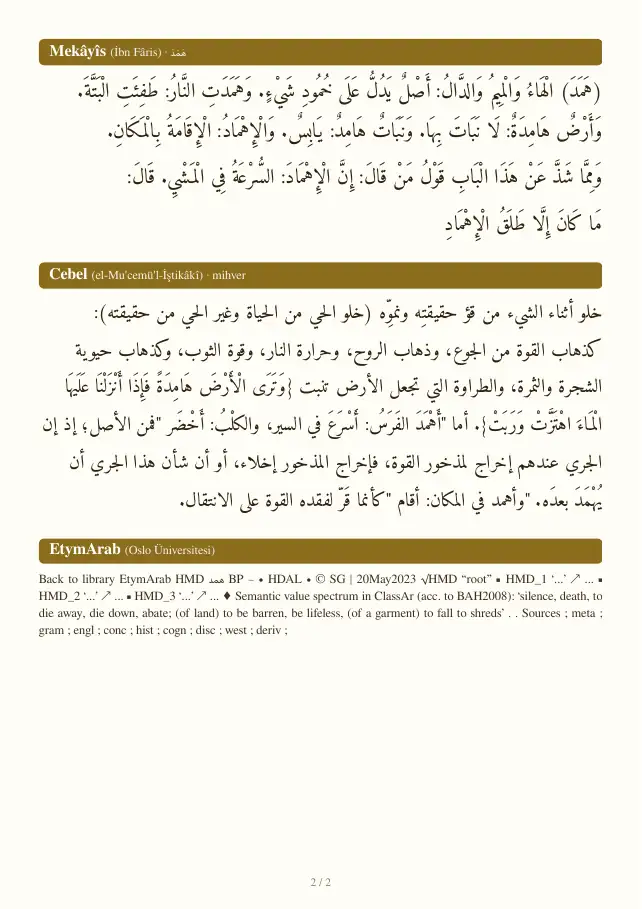 Mekâyîs (İbn Fâris) · هَمَدَ
(هَمَدَ) الْهَاءُ وَالْمِيمُ وَالدَّالُ: أَصْلٌ يَدُلُّ عَلَى خُمُودِ شَيْءٍ. وَهَمَدَتِ النَّارُ: طَفِئَتِ الْبَتَّةَ.
وَأَرْضٌ هَامِدَةٌ: لَا نَبَاتَ بِهَا. وَنَبَاتٌ هَامِدٌ: يَابِسٌ. وَالْإِهْمَادُ: الْإِقَامَةُ بِالْمَكَانِ.
وَمِمَّا شَذَّ عَنْ هَذَا الْبَابِ قَوْلُ مَنْ قَالَ: إِنَّ الْإِهْمَادَ: السُّرْعَةُ فِي الْمَشْيِ. قَالَ:
مَا كَانَ إِلَّا طَلَقُ الْإِهْمَادِ
Cebel (el-Mu'cemü'l-İştikâkî) · mihver
خلو أثناء الشيء من قوّ حقيقتِه ونموّه (خلو الحي من الحياة وغير الحي من حقيقته):
كذهاب القوة من الجوع، وذهاب الروح، وحرارة النار، وقوة الثوب، وكذهاب حيوية
الشجرة والثمرة، والطراوة التي تجعل الأرض تنبت {وَتَرَى الْأَرْضَ هَامِدَةً فَإِذَا أَنْزَلْنَا عَلَيْهَا
الْمَاءَ اهْتَزَّتْ وَرَبَتْ}. أما "أَهْمَدَ الفَرَسُ: أَسْرَعَ في السير، والكلْبُ: أَخْضَر "فمن الأصل؛ إذ إن
الجري عندهم إخراج لمذخور القوة، فإخراج المذخور إخلاء، أو أن شأن هذا الجري أن
يُهْمَدَ بعدَه. "وأهمد في المكان: أقام "كأنما قَرّ لفقده القوة على الانتقال.
EtymArab (Oslo Üniversitesi)
Back to library EtymArab HMD همد BP – • HDAL • © SG | 20May2023 √HMD “root” ▪ HMD_1 ‘...’ ↗ ... ▪
HMD_2 ‘...’ ↗ ... ▪ HMD_3 ‘...’ ↗ ... ♦ Semantic value spectrum in ClassAr (acc. to BAH2008): ‘silence, death, to
die away, die down, abate; (of land) to be barren, be lifeless, (of a garment) to fall to shreds’ . . Sources ; meta ;
gram ; engl ; conc ; hist ; cogn ; disc ; west ; deriv ;
2 / 2